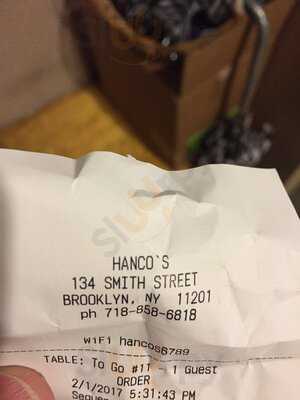 HANCO`S
134 SMITH STREET
BROOKLYN, NY 11201
ph 718-858-6818
WiFi hancos6789
TABLE: To Go #11 - 1 Guest
ORDER
2/1/2017 5:31:43 PM